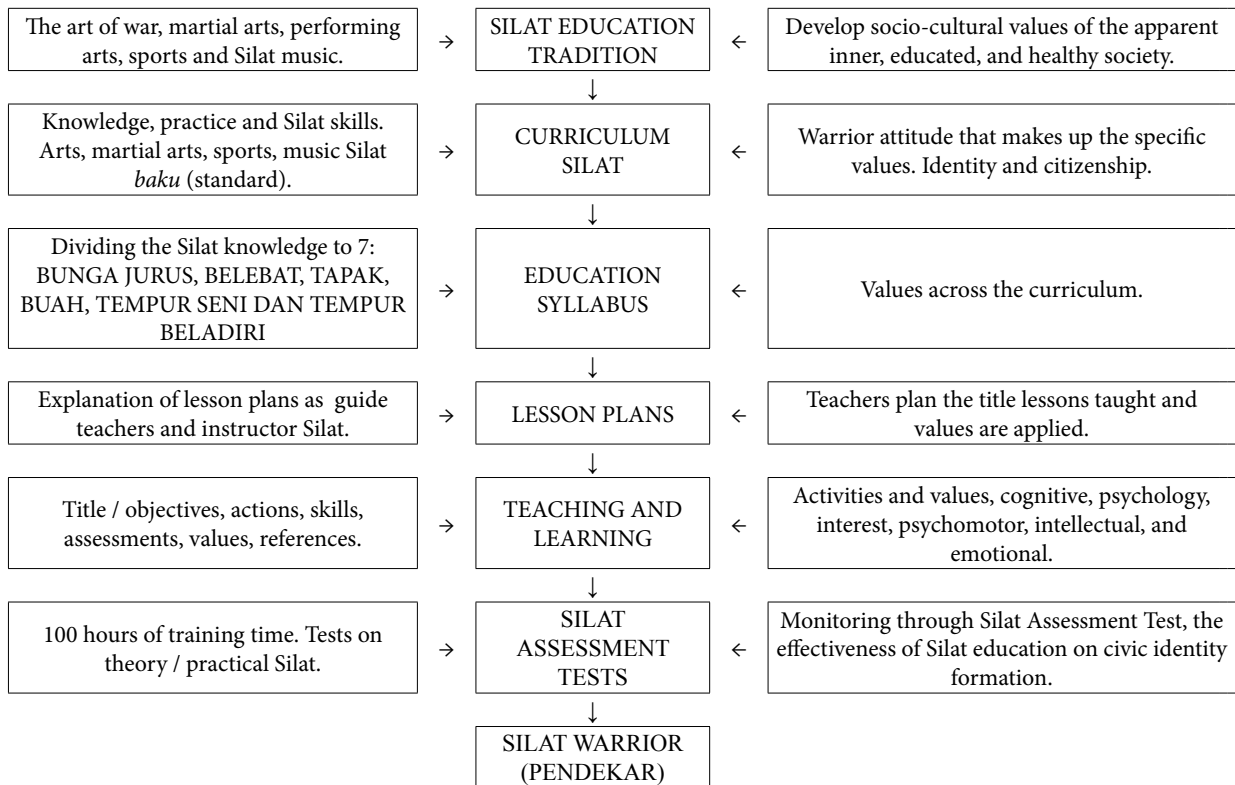 The art of war, martial arts, performing
arts, sports and Silat music.
→
SILAT EDUCATION
TRADITION
←
Develop socio-cultural values of the apparent
inner, educated, and healthy society.
↓
Knowledge, practice and Silat skills.
Arts, martial arts, sports, music Silat
baku (standard).
→
CURRICULUM
SILAT
←
Warrior attitude that makes up the specific
values. Identity and citizenship.
↓
Dividing the Silat knowledge to 7:
BUNGA JURUS, BELEBAT, TAPAK,
BUAH, TEMPUR SENI DAN TEMPUR
BELADIRI
→
EDUCATION
SYLLABUS
←
Values across the curriculum.
↓
Explanation of lesson plans as guide
teachers and instructor Silat.
→
LESSON PLANS
←
Teachers plan the title lessons taught and
values are applied.
↓
Title / objectives, actions, skills,
assessments, values, references.
→
TEACHING AND
LEARNING
←
Activities and values, cognitive, psychology,
interest, psychomotor, intellectual, and
emotional.
↓
100 hours of training time. Tests on
theory / practical Silat.
→
SILAT
ASSESSMENT
TESTS
←
Monitoring through Silat Assessment Test, the
effectiveness of Silat education on civic identity
formation.
↓
SILAT WARRIOR
(PENDEKAR)